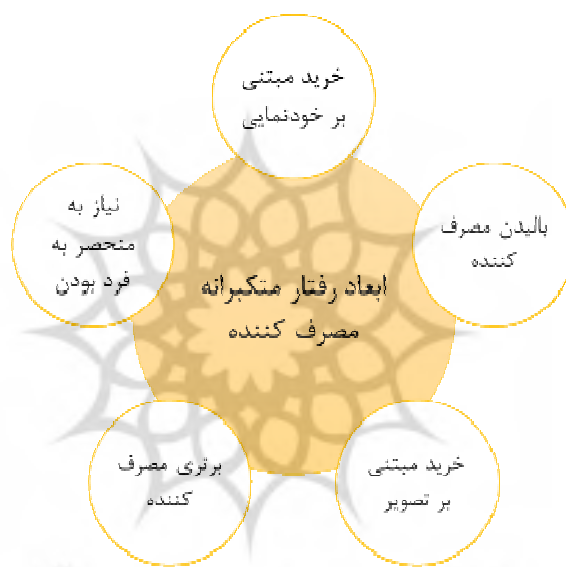 خرید مبتنی
بر خودنمایی
بالیدن مصرف
کننده
نیاز به
منحصر به
فرد بودن
ابعاد رفتار متکبرانه
مصرف کننده
خرید مبتنی
بر تصویر
برتری مصرف
کننده